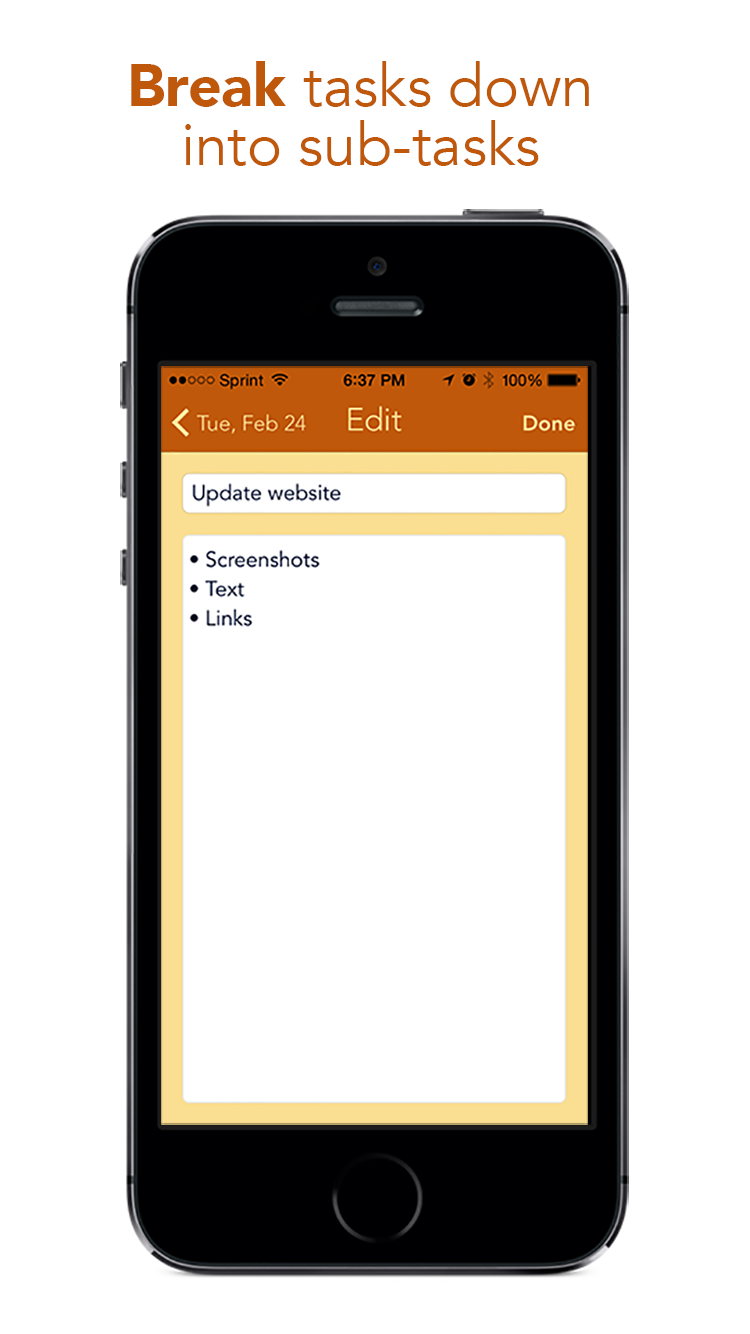 Break tasks down
into sub-tasks
Sprint 6:37 PM 100%
Tue, Feb 24 Edit Done
Update website
• Screenshots
• Text
• Links